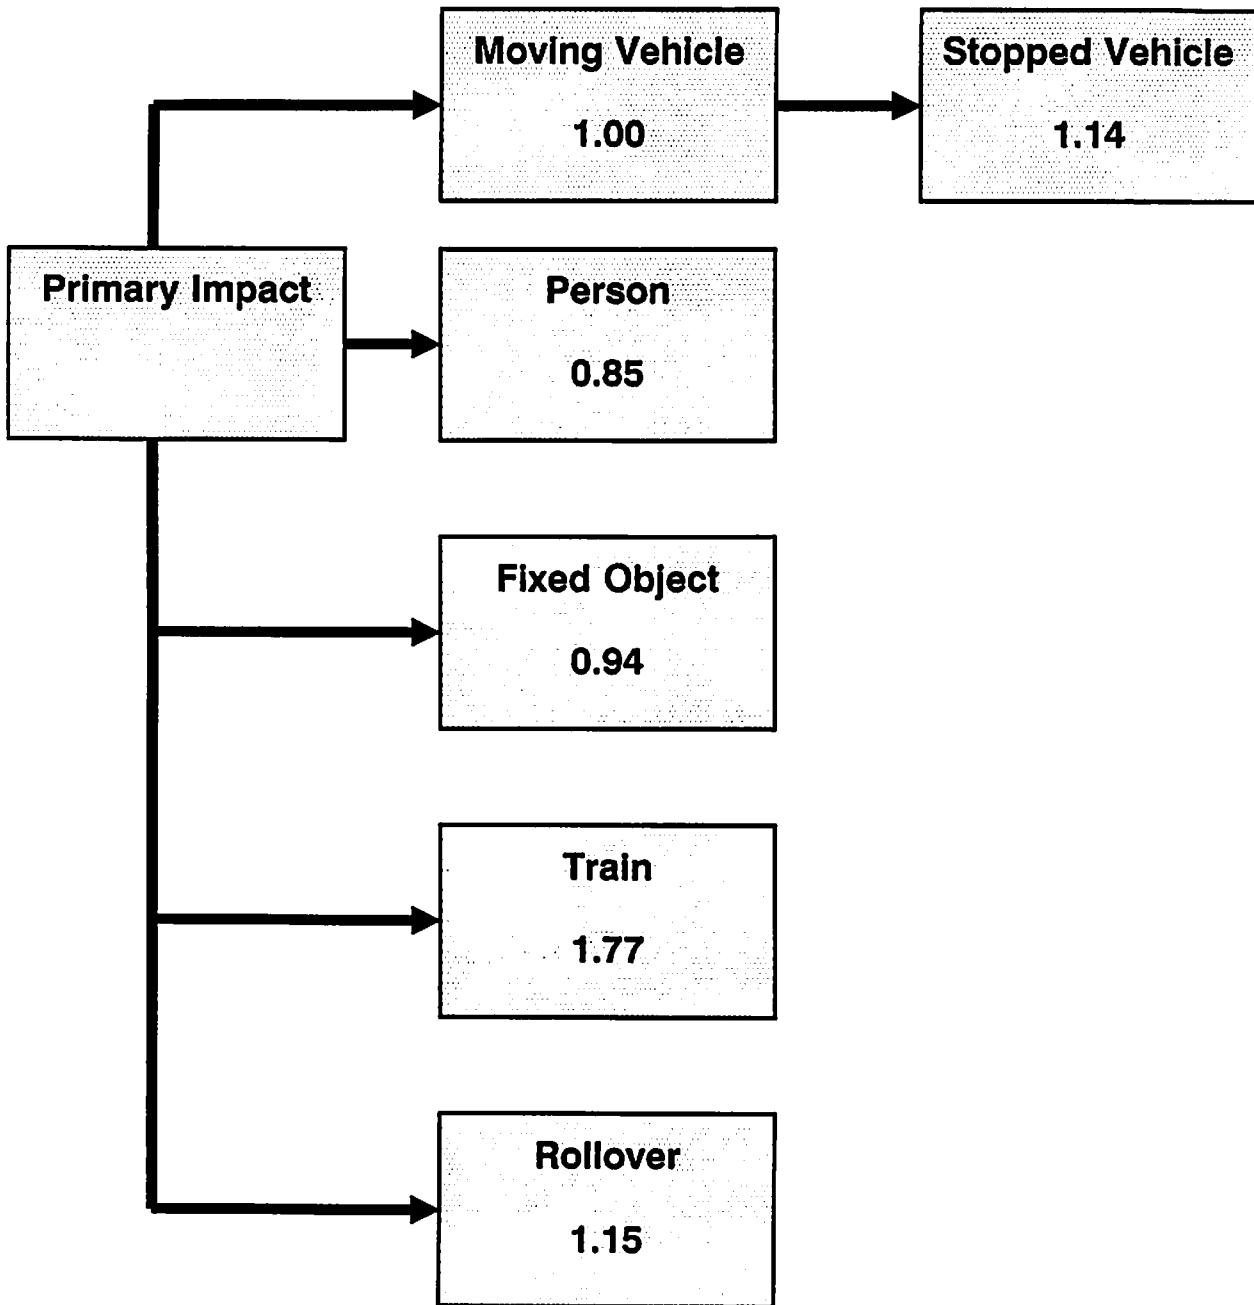 Moving Vehicle
1.00
Stopped Vehicle
1.14
Primary Impact
Person
0.85
Fixed Object
0.94
Train
1.77
Rollover
1.15